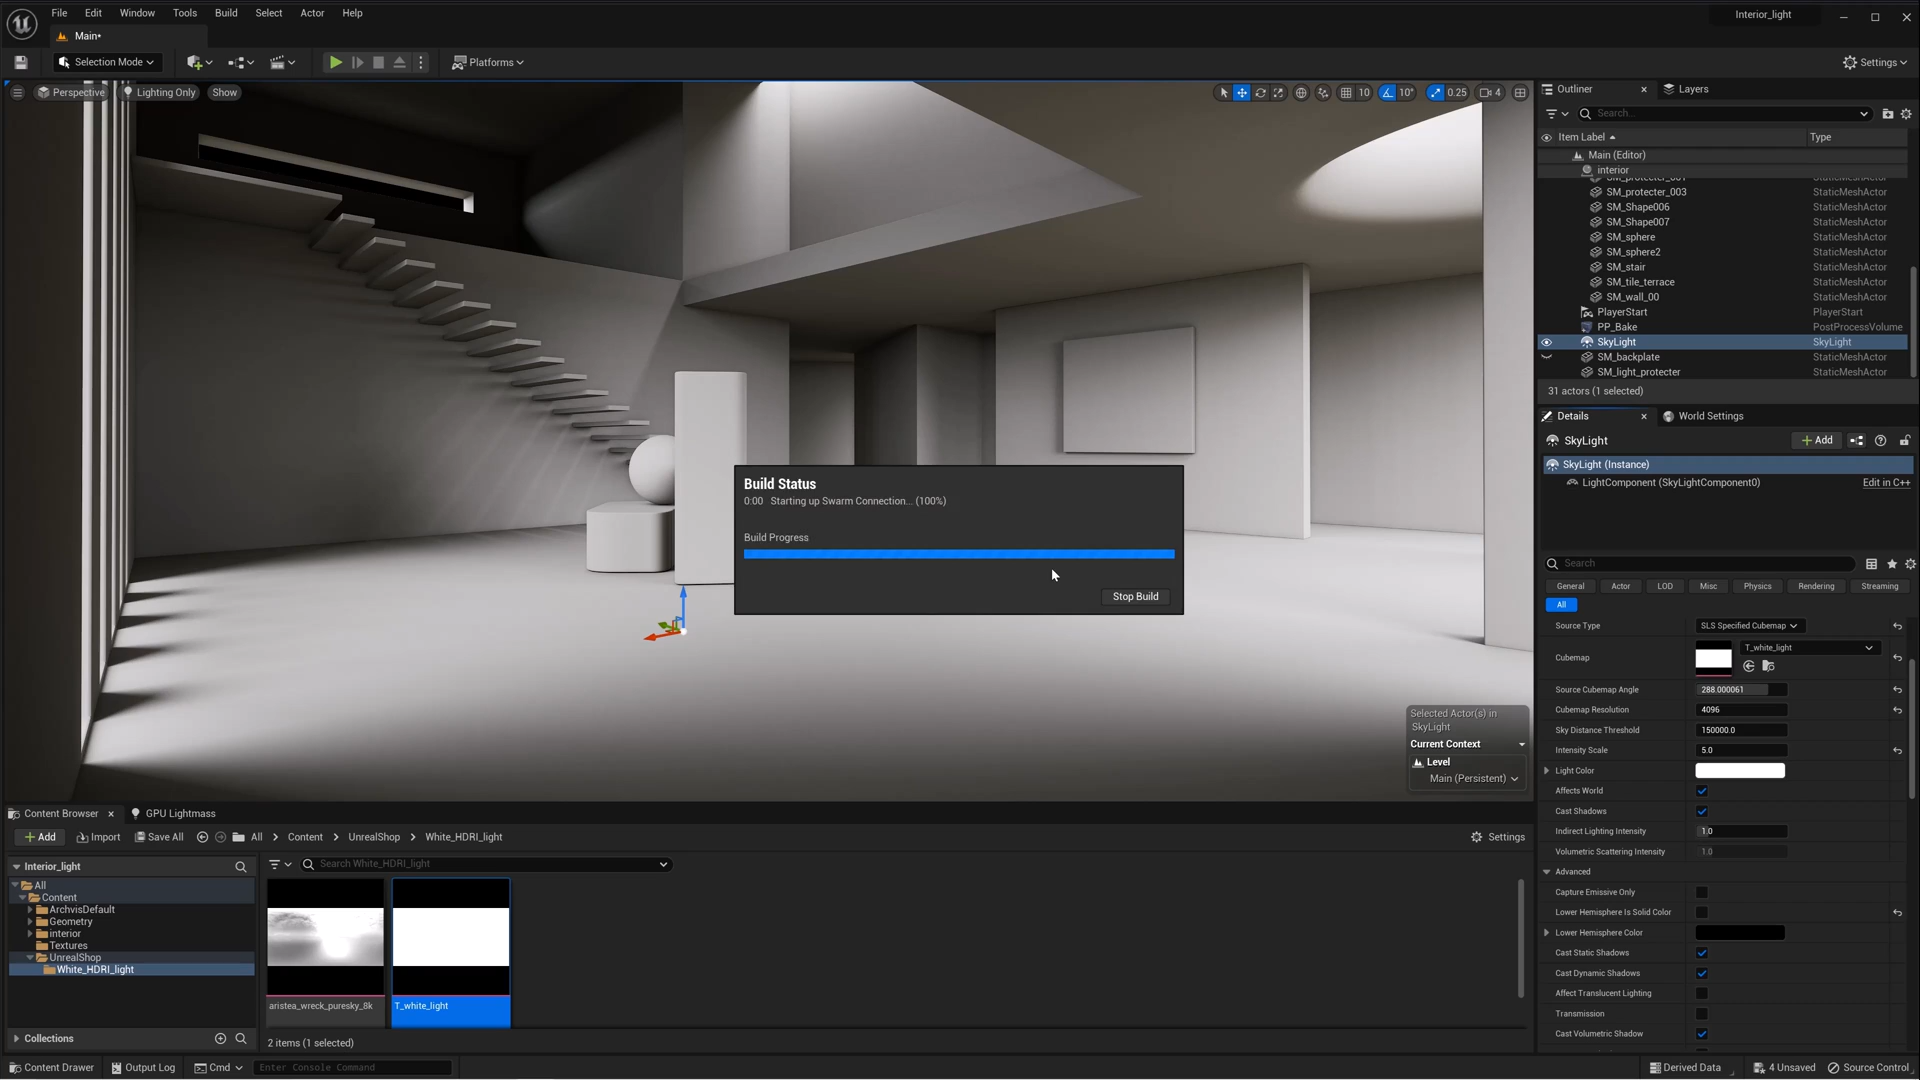 File Edit Window Tools Build Select Actor Help
Interior_light
Main*
Selection Mode
Platforms
Settings
Perspective Lighting Only Show
10 10° 0.25 4
Outliner Layers
Search...
Item Label Type
Main (Editor)
interior
SM_protecter_001 StaticMeshActor
SM_protecter_003 StaticMeshActor
SM_Shape006 StaticMeshActor
SM_Shape007 StaticMeshActor
SM_sphere StaticMeshActor
SM_sphere2 StaticMeshActor
SM_stair StaticMeshActor
SM_tile_terrace StaticMeshActor
SM_wall_00 StaticMeshActor
PlayerStart PlayerStart
PP_Bake PostProcessVolume
SkyLight SkyLight
SM_backplate StaticMeshActor
SM_light_protecter StaticMeshActor
31 actors (1 selected)
Details World Settings
SkyLight
Add
SkyLight (Instance)
LightComponent (SkyLightComponent0) Edit in C++
Search
General Actor LOD Misc Physics Rendering Streaming
All
Source Type SLS Specified Cubemap
Cubemap T_white_light
Source Cubemap Angle 288.000061
Cubemap Resolution 4096
Sky Distance Threshold 150000.0
Intensity Scale 5.0
Light Color
Affects World
Cast Shadows
Indirect Lighting Intensity 1.0
Volumetric Scattering Intensity 1.0
Advanced
Capture Emissive Only
Lower Hemisphere Is Solid Color
Lower Hemisphere Color
Cast Static Shadows
Cast Dynamic Shadows
Affect Translucent Lighting
Transmission
Cast Volumetric Shadow
Build Status
0:00 Starting up Swarm Connection... (100%)
Build Progress
Stop Build
Selected Actor(s) in
SkyLight
Current Context
Level
Main (Persistent)
Content Browser GPU Lightmass
Add Import Save All All Content UnrealShop White_HDRI_light Settings
Interior_light
Search White_HDRI_light
All
Content
ArchvisDefault
Geometry
interior
Textures
UnrealShop
White_HDRI_light
aristea_wreck_puresky_8k
T_white_light
Collections
2 items (1 selected)
Content Drawer Output Log Cmd Enter Console Command Derived Data 4 Unsaved Source Control